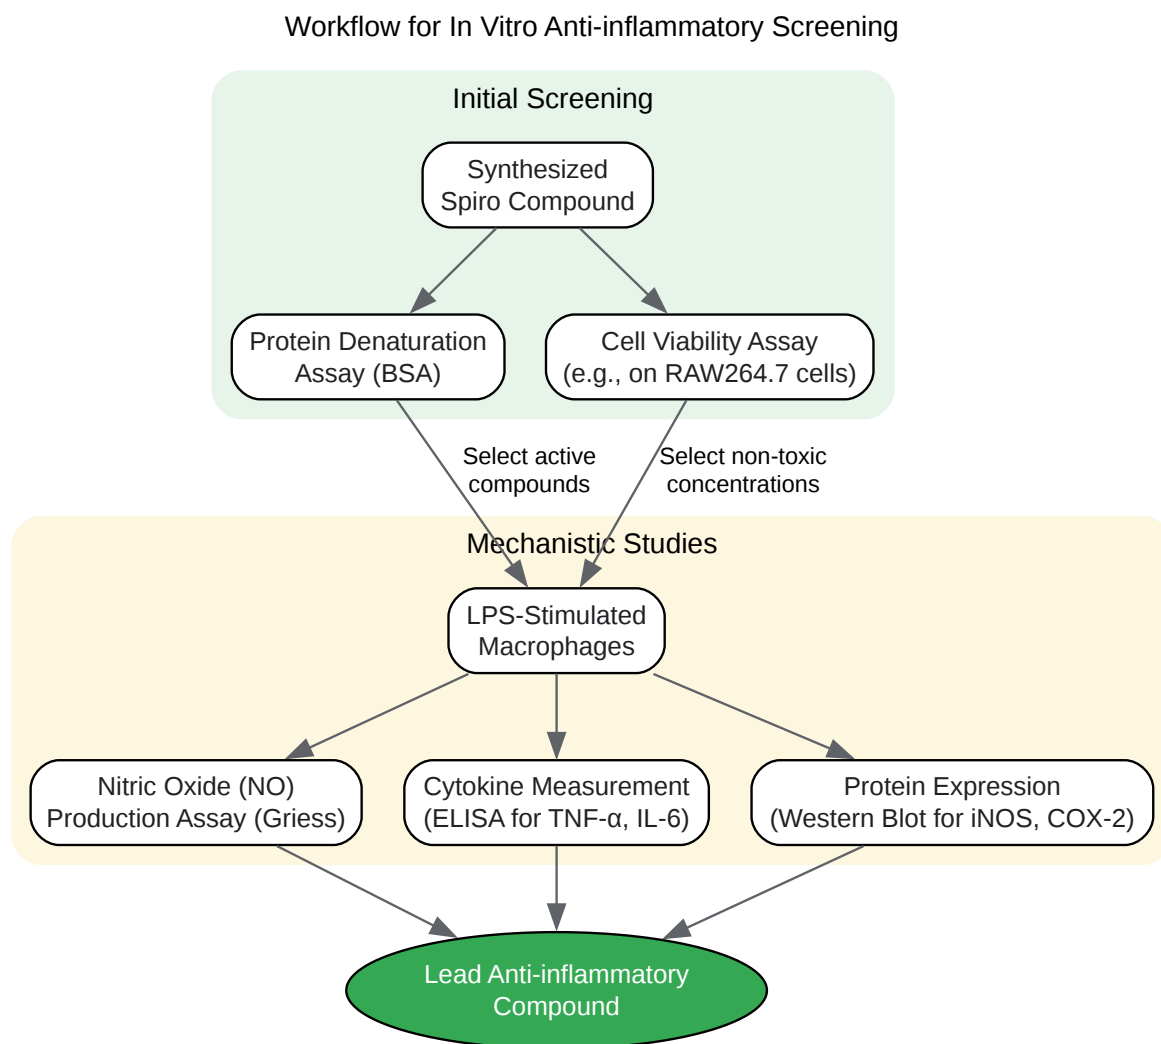 Workflow for In Vitro Anti-inflammatory Screening
Initial Screening
Synthesized
Spiro Compound
Protein Denaturation
Assay (BSA)
Cell Viability Assay
(e.g., on RAW264.7 cells)
Select active
compounds
Select non-toxic
concentrations
Mechanistic Studies
LPS-Stimulated
Macrophages
Nitric Oxide (NO)
Production Assay (Griess)
Cytokine Measurement
(ELISA for TNF-α, IL-6)
Protein Expression
(Western Blot for iNOS, COX-2)
Lead Anti-inflammatory
Compound